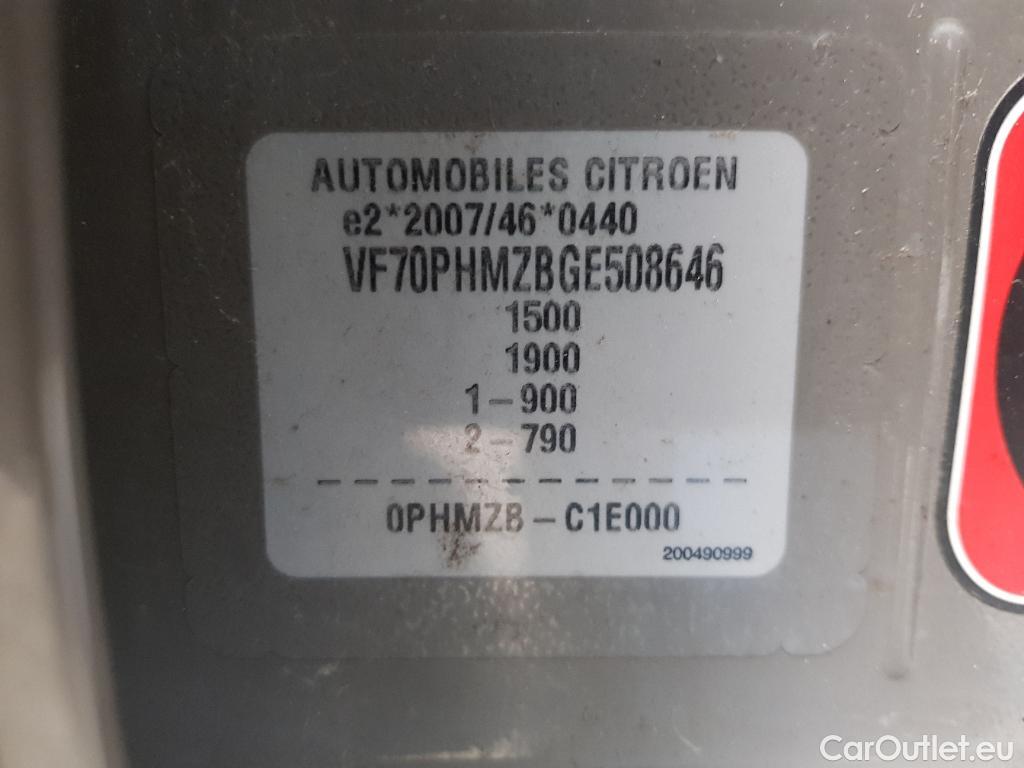 AUTOMOBILES CITROEN
e2*2007/46*0440
VF70PHMZBGE508646
1500
1900
1-900
2-790
0PHMZB-C1E000
200490999
CarOutlet.eu